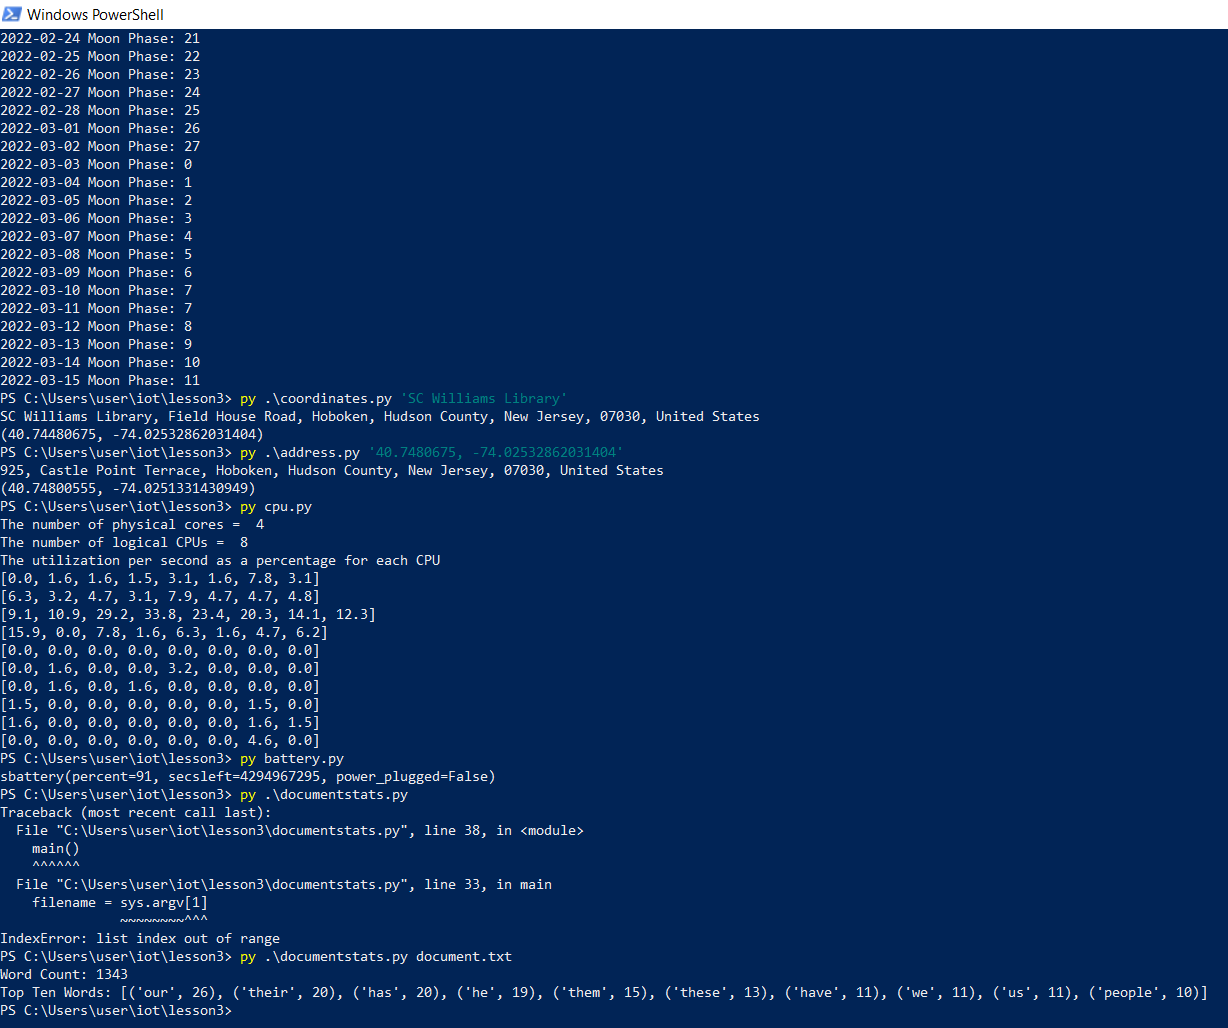 Windows PowerShell
2022-02-24 Moon Phase: 21
2022-02-25 Moon Phase: 22
2022-02-26 Moon Phase: 23
2022-02-27 Moon Phase: 24
2022-02-28 Moon Phase: 25
2022-03-01 Moon Phase: 26
2022-03-02 Moon Phase: 27
2022-03-03 Moon Phase: 0
2022-03-04 Moon Phase: 1
2022-03-05 Moon Phase: 2
2022-03-06 Moon Phase: 3
2022-03-07 Moon Phase: 4
2022-03-08 Moon Phase: 5
2022-03-09 Moon Phase: 6
2022-03-10 Moon Phase: 7
2022-03-11 Moon Phase: 7
2022-03-12 Moon Phase: 8
2022-03-13 Moon Phase: 9
2022-03-14 Moon Phase: 10
2022-03-15 Moon Phase: 11
PS C:\Users\user\iot\lesson3> py .\coordinates.py 'SC Williams Library'
SC Williams Library, Field House Road, Hoboken, Hudson County, New Jersey, 07030, United States
(40.74480675, -74.02532862031404)
PS C:\Users\user\iot\lesson3> py .\address.py '40.7480675, -74.02532862031404'
925, Castle Point Terrace, Hoboken, Hudson County, New Jersey, 07030, United States
(40.74800555, -74.0251331430949)
PS C:\Users\user\iot\lesson3> py cpu.py
The number of physical cores =  4
The number of logical CPUs =  8
The utilization per second as a percentage for each CPU
[0.0, 1.6, 1.6, 1.5, 3.1, 1.6, 7.8, 3.1]
[6.3, 3.2, 4.7, 3.1, 7.9, 4.7, 4.7, 4.8]
[9.1, 10.9, 29.2, 33.8, 23.4, 20.3, 14.1, 12.3]
[15.9, 0.0, 7.8, 1.6, 6.3, 1.6, 4.7, 6.2]
[0.0, 0.0, 0.0, 0.0, 0.0, 0.0, 0.0, 0.0]
[0.0, 1.6, 0.0, 0.0, 3.2, 0.0, 0.0, 0.0]
[0.0, 1.6, 0.0, 1.6, 0.0, 0.0, 0.0, 0.0]
[1.5, 0.0, 0.0, 0.0, 0.0, 0.0, 1.5, 0.0]
[1.6, 0.0, 0.0, 0.0, 0.0, 0.0, 1.6, 1.5]
[0.0, 0.0, 0.0, 0.0, 0.0, 0.0, 4.6, 0.0]
PS C:\Users\user\iot\lesson3> py battery.py
sbattery(percent=91, secsleft=4294967295, power_plugged=False)
PS C:\Users\user\iot\lesson3> py .\documentstats.py
Traceback (most recent call last):
  File "C:\Users\user\iot\lesson3\documentstats.py", line 38, in <module>
    main()
    ^^^^^^
  File "C:\Users\user\iot\lesson3\documentstats.py", line 33, in main
    filename = sys.argv[1]
               ~~~~~~~~^^^
IndexError: list index out of range
PS C:\Users\user\iot\lesson3> py .\documentstats.py document.txt
Word Count: 1343
Top Ten Words: [('our', 26), ('their', 20), ('has', 20), ('he', 19), ('them', 15), ('these', 13), ('have', 11), ('we', 11), ('us', 11), ('people', 10)]
PS C:\Users\user\iot\lesson3>